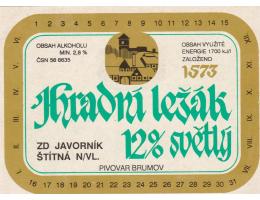 1 2 3 4 5 6 7 8 9 10 11 12 13 14 15
OBSAH ALKOHOLU
MIN. 2,8 %
ČSN 56 6635
OBSAH VYUŽITÉ
ENERGIE 1700 kJ/l
ZALOŽENO
1573
Hradní ležák
12% světlý
ZD JAVORNÍK
ŠTÍTNÁ N/VL.
PIVOVAR BRUMOV
16 17 18 19 20 21 22 23 24 25 26 27 28 29 30 31